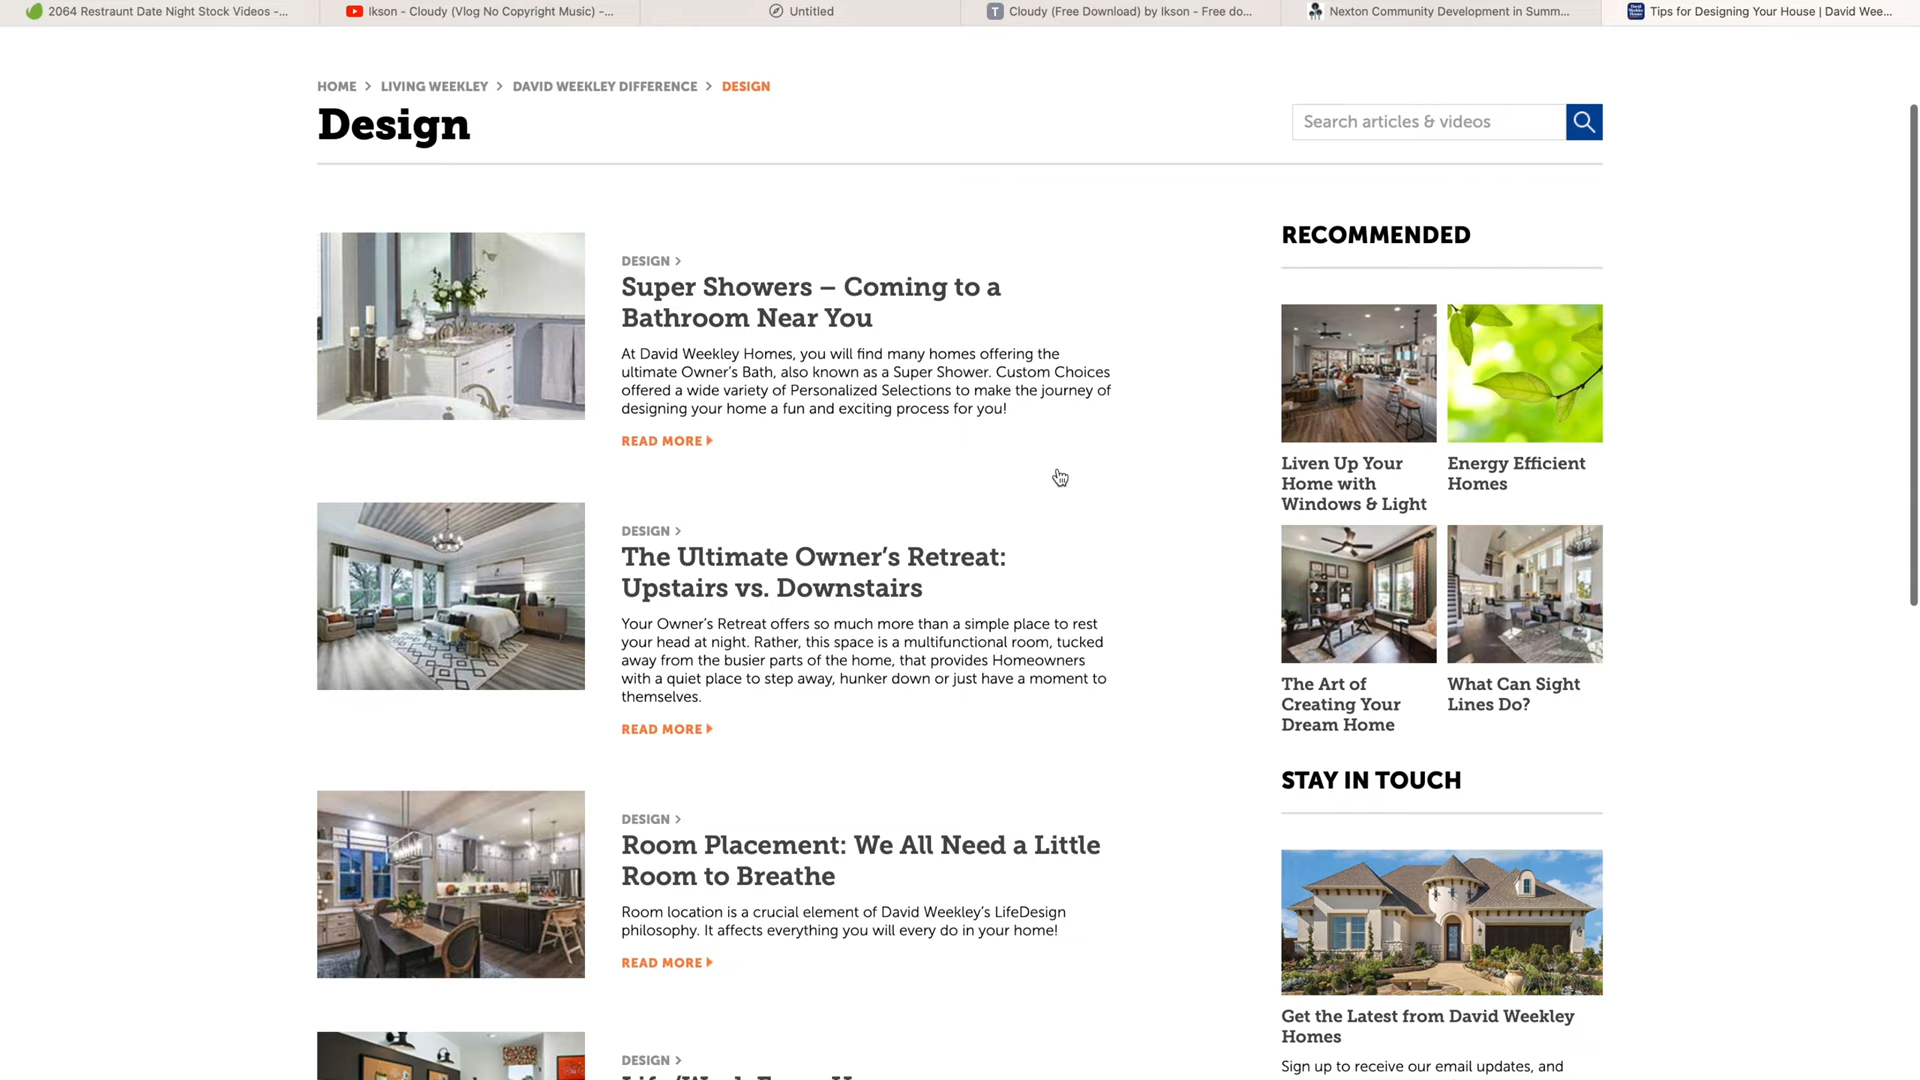 2064 Restraunt Date Night Stock Videos -...
Ikson - Cloudy (Vlog No Copyright Music) -...
Untitled
Cloudy (Free Download) by Ikson - Free do...
Nexton Community Development in Summ...
Tips for Designing Your House | David Wee...
HOME > LIVING WEEKLEY > DAVID WEEKLEY DIFFERENCE > DESIGN
Design
Search articles & videos
DESIGN >
Super Showers – Coming to a
Bathroom Near You
At David Weekley Homes, you will find many homes offering the
ultimate Owner's Bath, also known as a Super Shower. Custom Choices
offered a wide variety of Personalized Selections to make the journey of
designing your home a fun and exciting process for you!
READ MORE
DESIGN >
The Ultimate Owner's Retreat:
Upstairs vs. Downstairs
Your Owner's Retreat offers so much more than a simple place to rest
your head at night. Rather, this space is a multifunctional room, tucked
away from the busier parts of the home, that provides Homeowners
with a quiet place to step away, hunker down or just have a moment to
themselves.
READ MORE
DESIGN >
Room Placement: We All Need a Little
Room to Breathe
Room location is a crucial element of David Weekley's LifeDesign
philosophy. It affects everything you will every do in your home!
READ MORE
DESIGN >
RECOMMENDED
Liven Up Your
Home with
Windows & Light
Energy Efficient
Homes
The Art of
Creating Your
Dream Home
What Can Sight
Lines Do?
STAY IN TOUCH
Get the Latest from David Weekley
Homes
Sign up to receive our email updates, and